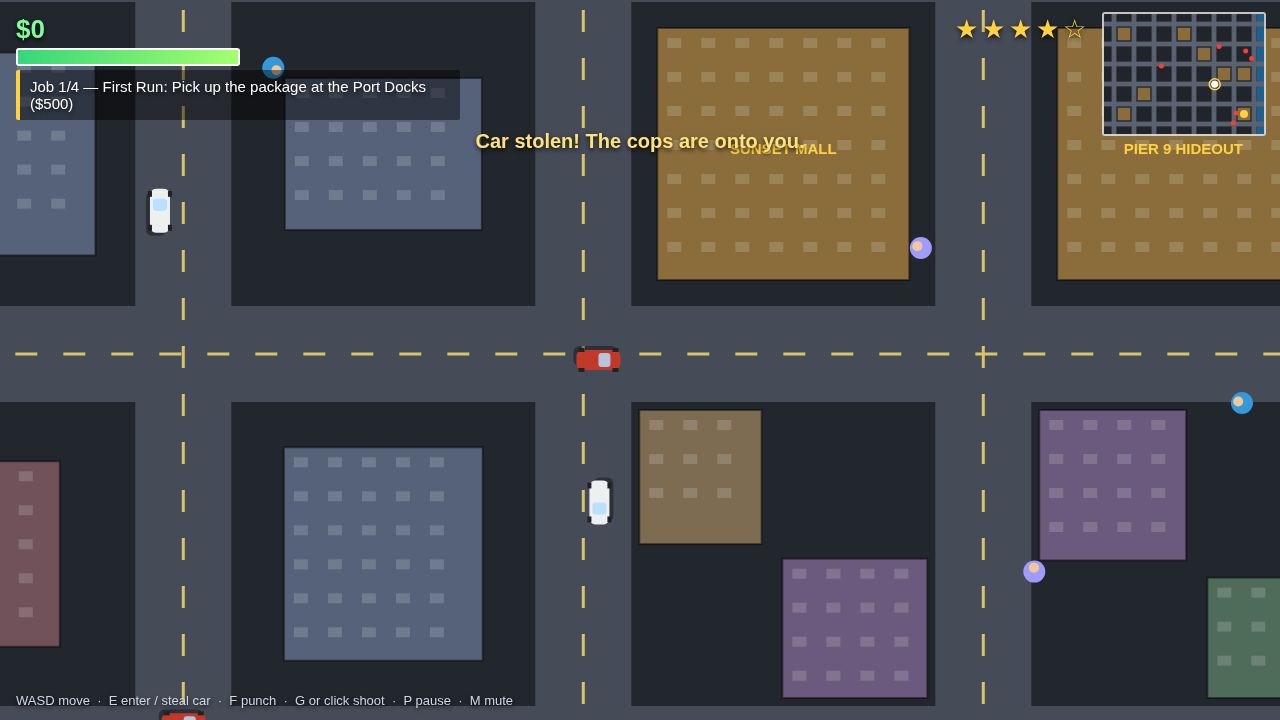 $0
★★★★☆
Job 1/4 — First Run: Pick up the package at the Port Docks
($500)
Car stolen! The cops are onto you.
SUNSET MALL
PIER 9 HIDEOUT
WASD move · E enter / steal car · F punch · G or click shoot · P pause · M mute